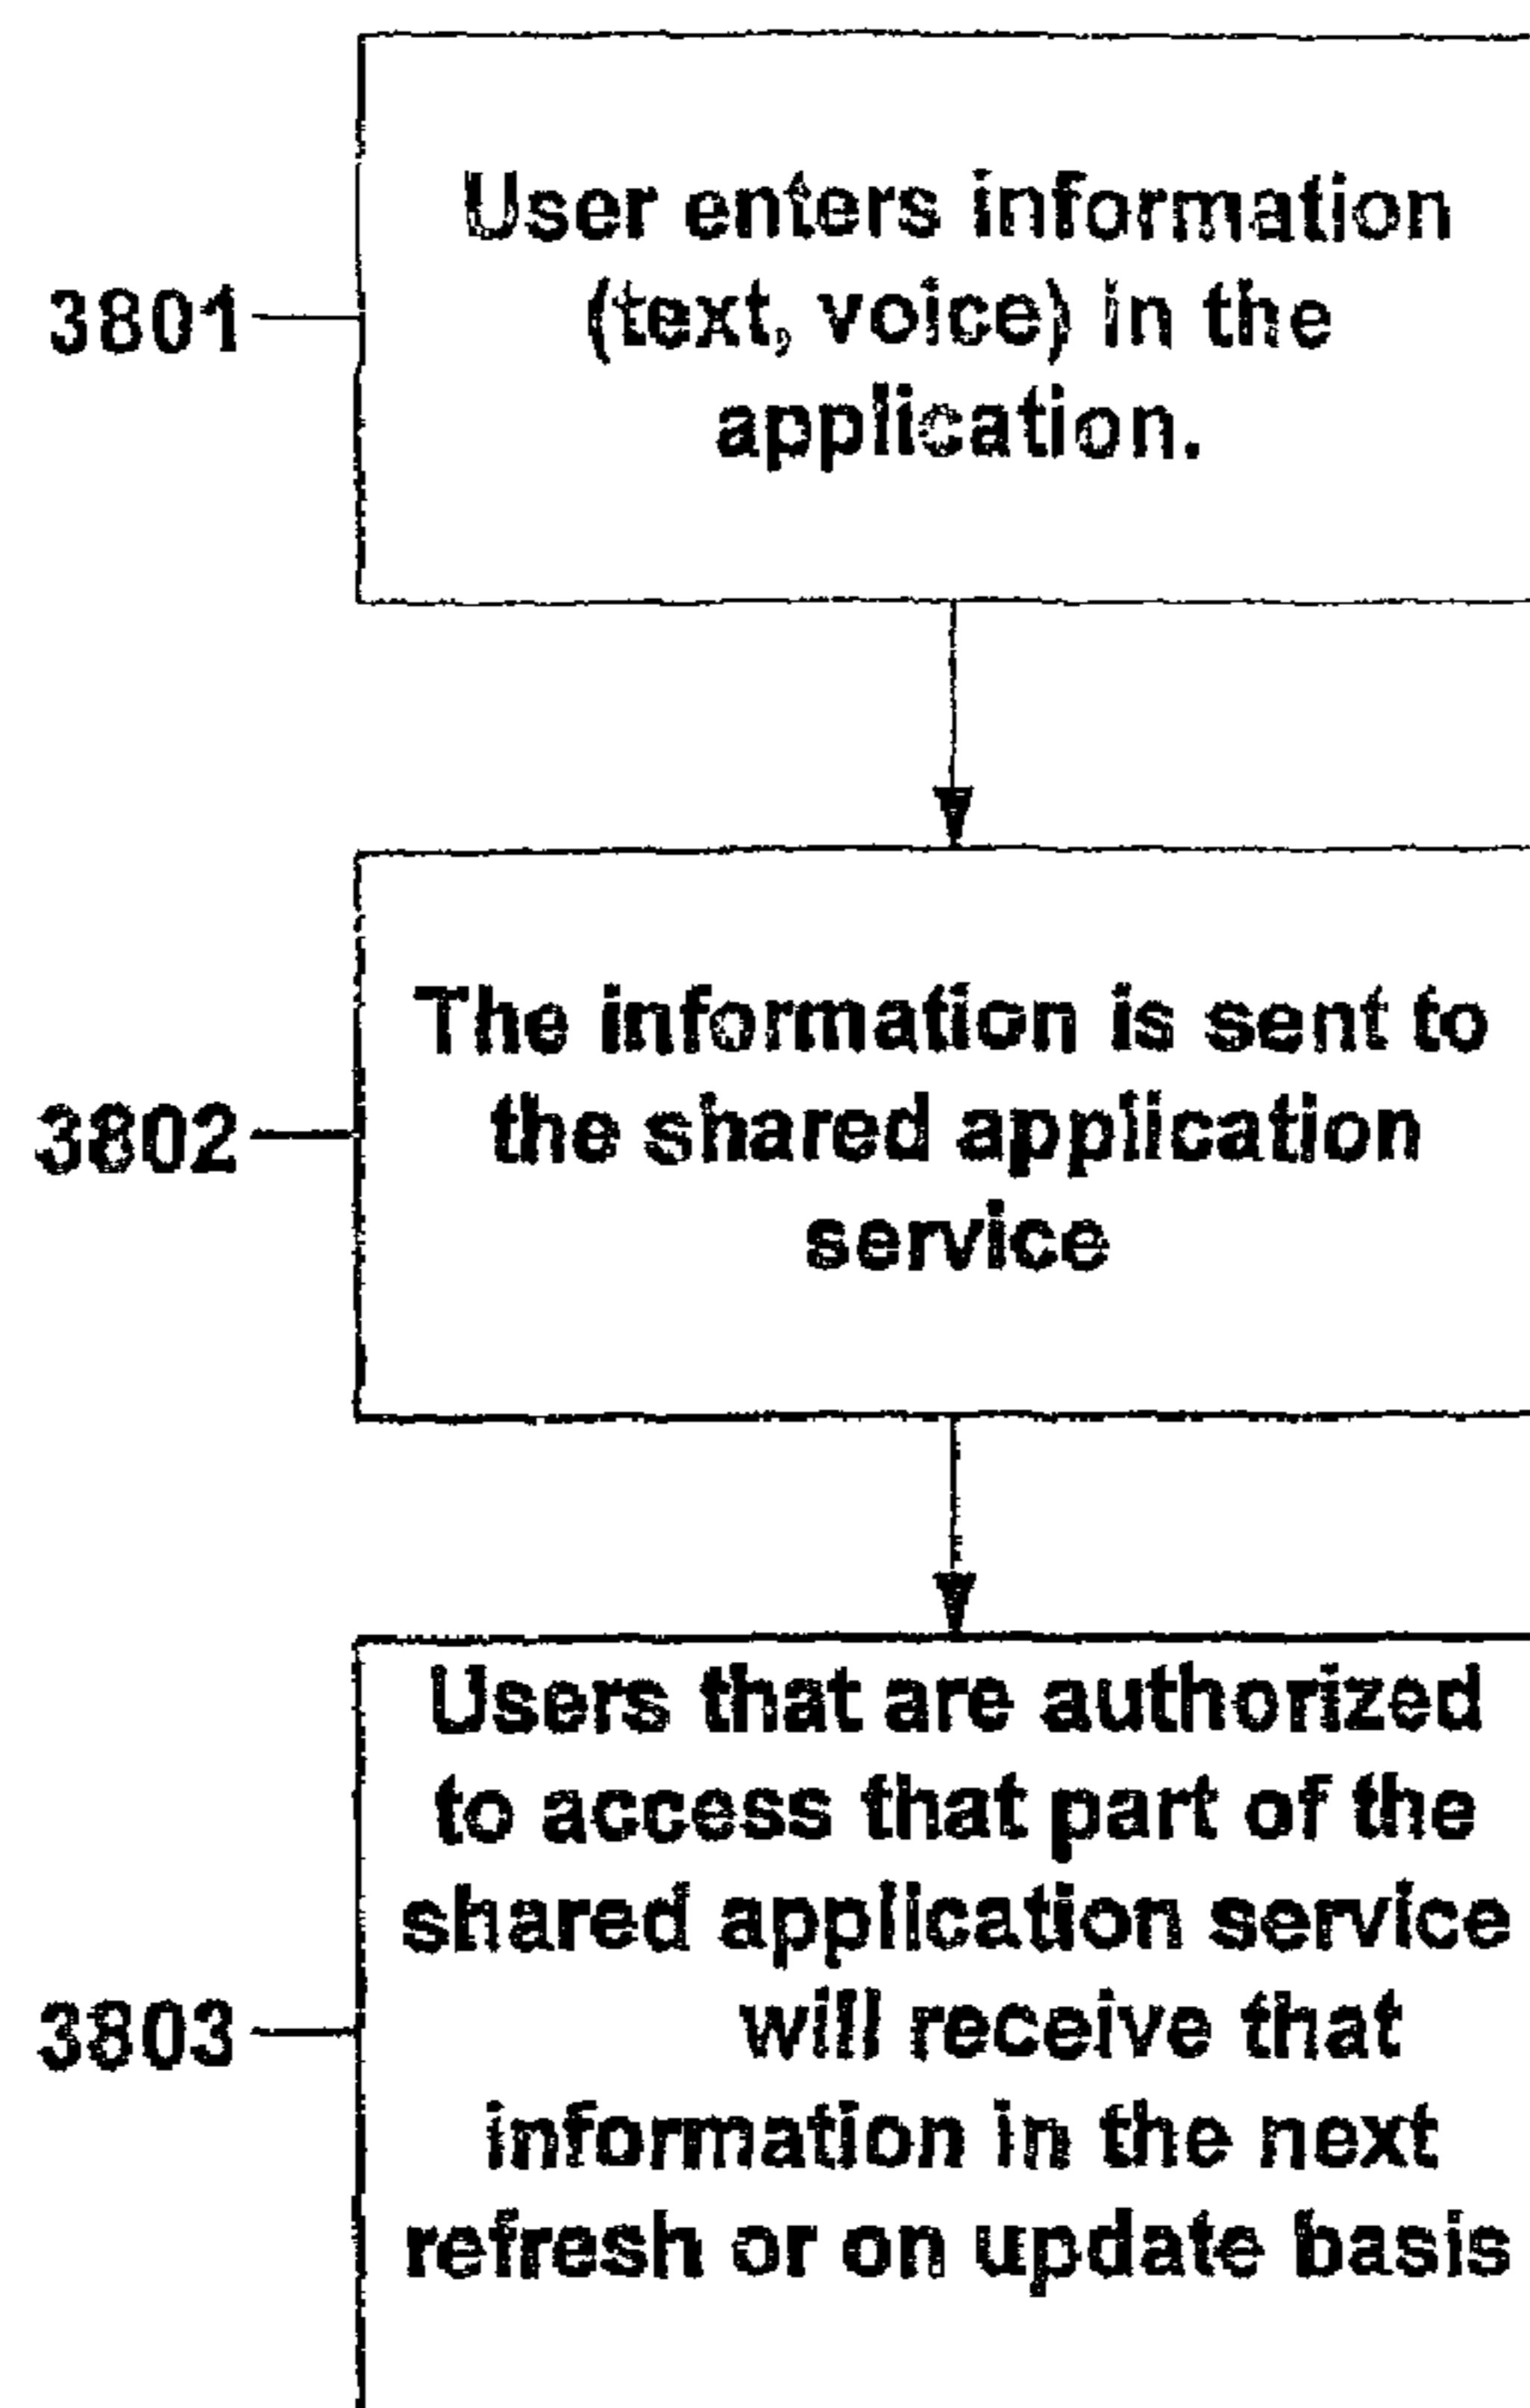 User enters information
(text, voice) in the
application.
3801
The information is sent to
the shared application
service
3802
Users that are authorized
to access that part of the
shared application service
will receive that
information in the next
refresh or on update basis
3803